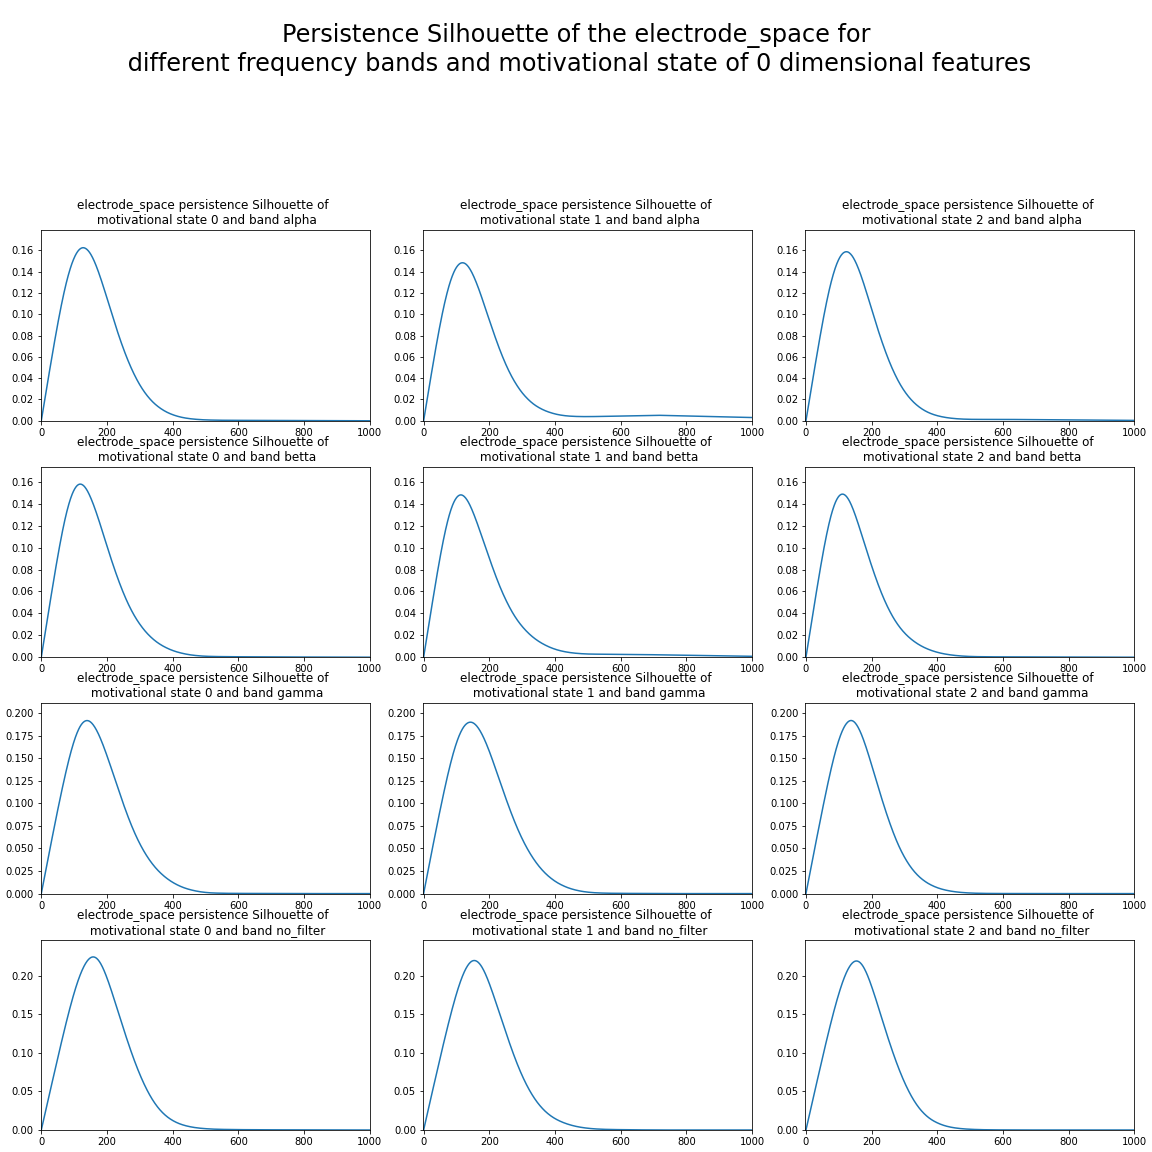 Persistence Silhouette of the electrode_space for
different frequency bands and motivational state of 0 dimensional features
electrode_space persistence Silhouette of
motivational state 0 and band alpha
0.16
0.14
0.12
0.10
0.08
0.06
0.04
0.02
0.00
0 200 400 600 800 1000
electrode_space persistence Silhouette of
motivational state 1 and band alpha
0.16
0.14
0.12
0.10
0.08
0.06
0.04
0.02
0.00
0 200 400 600 800 1000
electrode_space persistence Silhouette of
motivational state 2 and band alpha
0.16
0.14
0.12
0.10
0.08
0.06
0.04
0.02
0.00
0 200 400 600 800 1000
electrode_space persistence Silhouette of
motivational state 0 and band betta
0.16
0.14
0.12
0.10
0.08
0.06
0.04
0.02
0.00
0 200 400 600 800 1000
electrode_space persistence Silhouette of
motivational state 1 and band betta
0.16
0.14
0.12
0.10
0.08
0.06
0.04
0.02
0.00
0 200 400 600 800 1000
electrode_space persistence Silhouette of
motivational state 2 and band betta
0.16
0.14
0.12
0.10
0.08
0.06
0.04
0.02
0.00
0 200 400 600 800 1000
electrode_space persistence Silhouette of
motivational state 0 and band gamma
0.200
0.175
0.150
0.125
0.100
0.075
0.050
0.025
0.000
0 200 400 600 800 1000
electrode_space persistence Silhouette of
motivational state 1 and band gamma
0.200
0.175
0.150
0.125
0.100
0.075
0.050
0.025
0.000
0 200 400 600 800 1000
electrode_space persistence Silhouette of
motivational state 2 and band gamma
0.200
0.175
0.150
0.125
0.100
0.075
0.050
0.025
0.000
0 200 400 600 800 1000
electrode_space persistence Silhouette of
motivational state 0 and band no_filter
0.20
0.15
0.10
0.05
0.00
0 200 400 600 800 1000
electrode_space persistence Silhouette of
motivational state 1 and band no_filter
0.20
0.15
0.10
0.05
0.00
0 200 400 600 800 1000
electrode_space persistence Silhouette of
motivational state 2 and band no_filter
0.20
0.15
0.10
0.05
0.00
0 200 400 600 800 1000